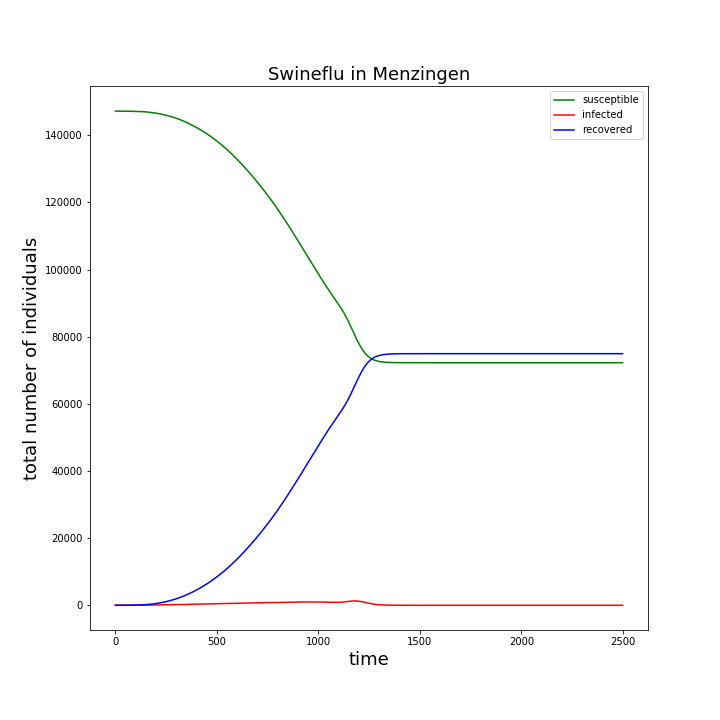 Swineflu in Menzingen
susceptible
infected
recovered
total number of individuals
140000
120000
100000
80000
60000
40000
20000
0
0 500 1000 1500 2000 2500
time